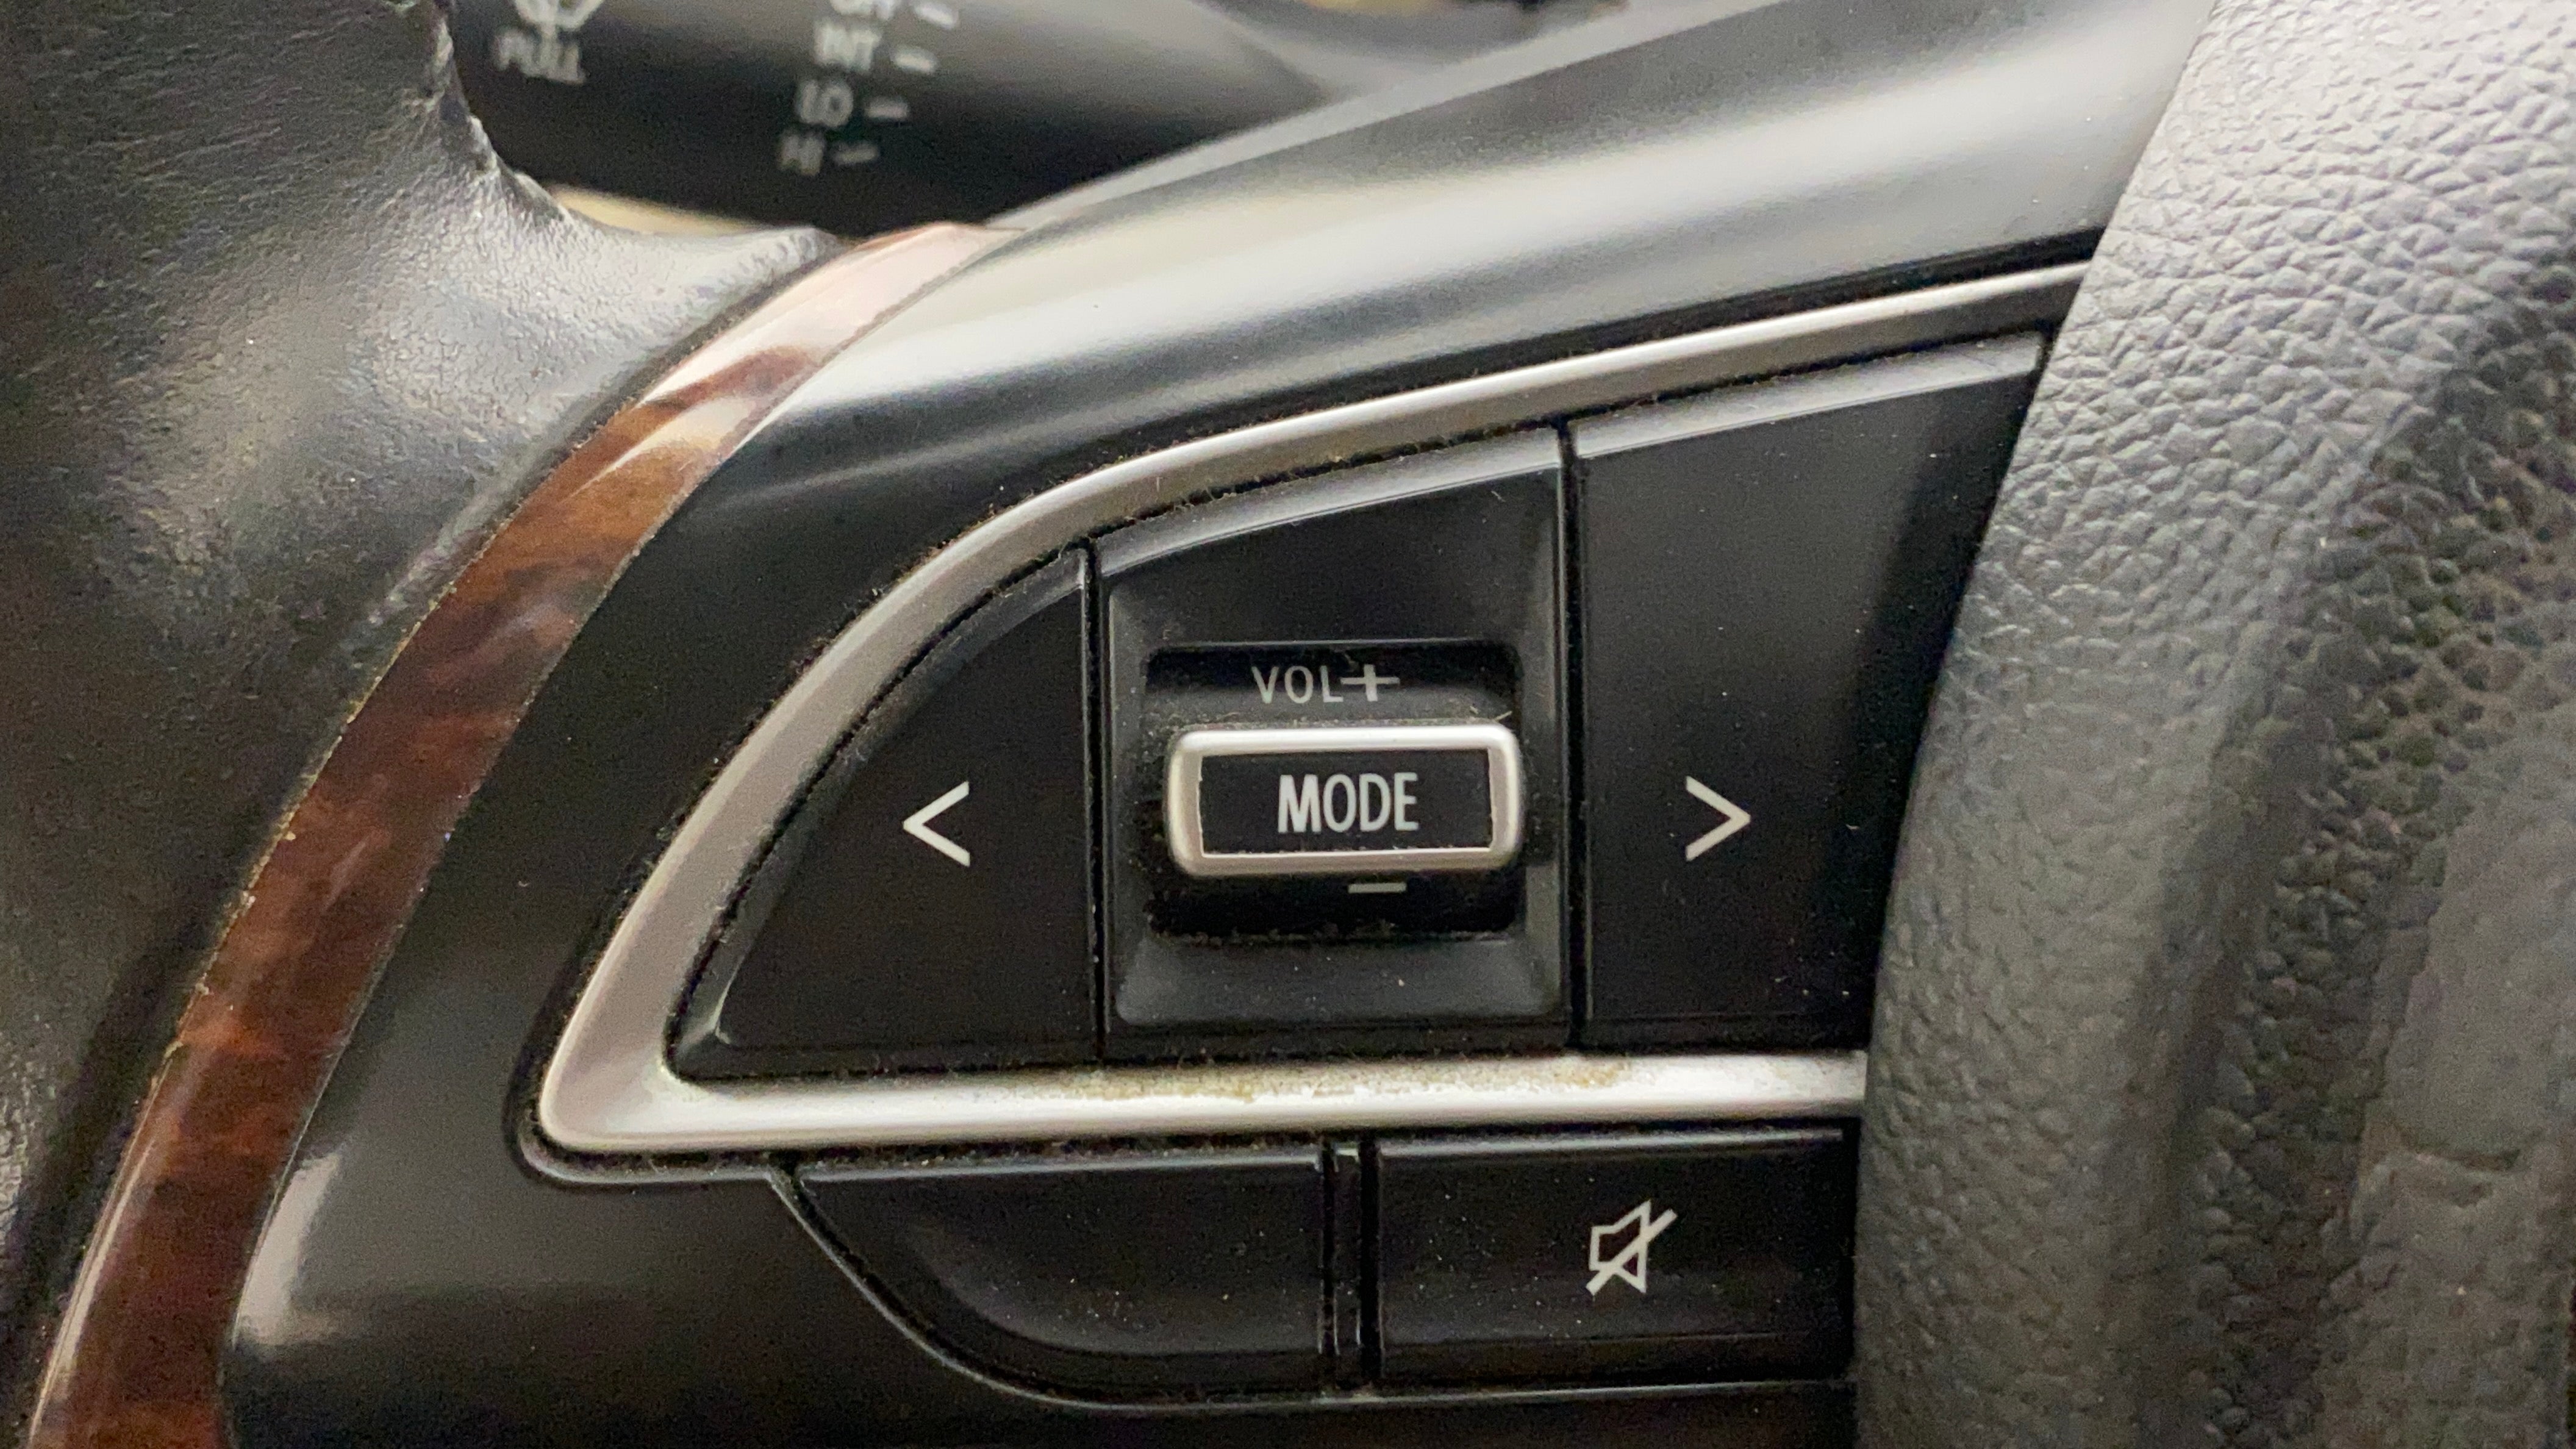 PULL
INT
LO
HI
VOL+
< MODE >
−